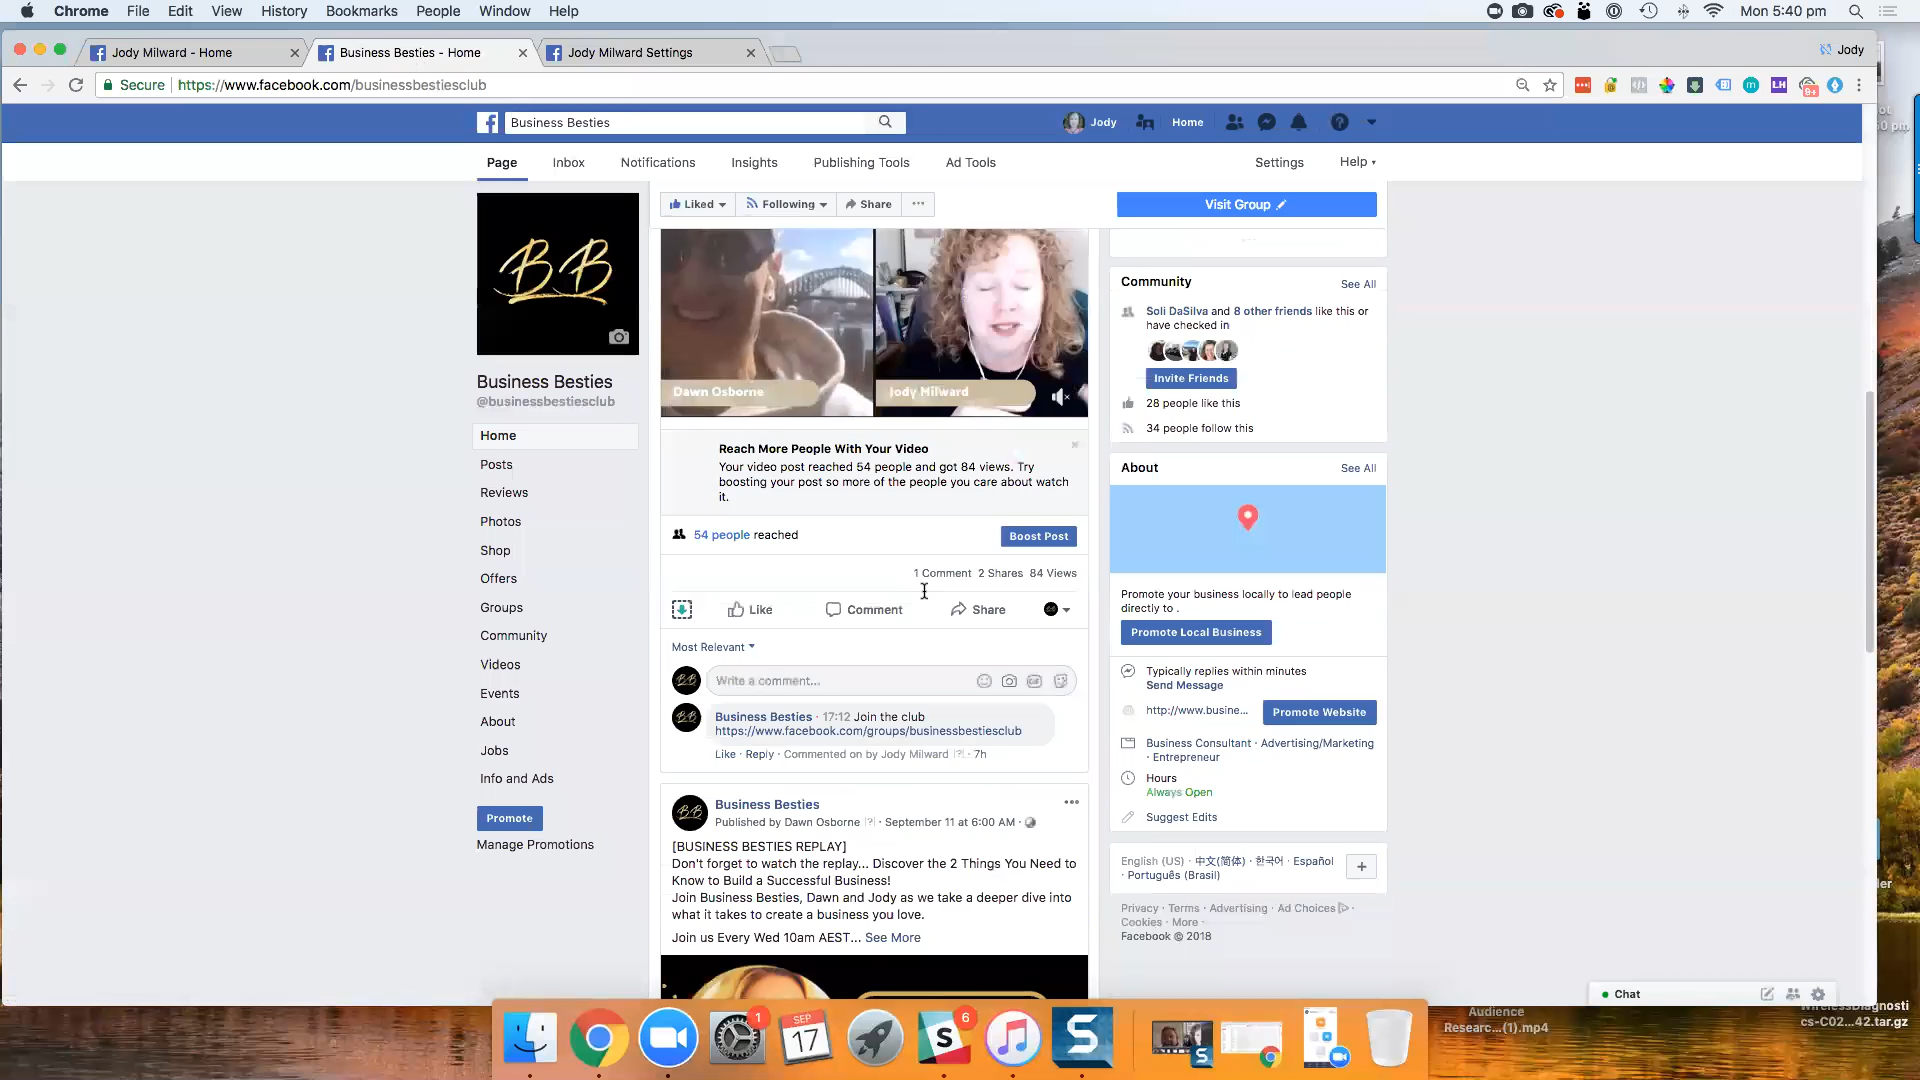 Chrome File Edit View History Bookmarks People Window Help
Mon 5:40 pm
Jody Milward - Home
Business Besties - Home
Jody Milward Settings
Jody
Secure https://www.facebook.com/businessbestiesclub
9+
LH
Business Besties
Jody Home
Page Inbox Notifications Insights Publishing Tools Ad Tools Settings Help
Liked Following Share
Visit Group
BB
Business Besties
@businessbestiesclub
Home
Posts
Reviews
Photos
Shop
Offers
Groups
Community
Videos
Events
About
Jobs
Info and Ads
Promote
Manage Promotions
Dawn Osborne
Jody Milward
Reach More People With Your Video
Your video post reached 54 people and got 84 views. Try
boosting your post so more of the people you care about watch
it.
54 people reached
Boost Post
1 Comment 2 Shares 84 Views
Like Comment Share
Most Relevant
Write a comment...
Business Besties · 17:12 Join the club
https://www.facebook.com/groups/businessbestiesclub
Like · Reply · Commented on by Jody Milward [?] · 7h
Business Besties
Published by Dawn Osborne [?] · September 11 at 6:00 AM ·
[BUSINESS BESTIES REPLAY]
Don't forget to watch the replay... Discover the 2 Things You Need to
Know to Build a Successful Business!
Join Business Besties, Dawn and Jody as we take a deeper dive into
what it takes to create a business you love.
Join us Every Wed 10am AEST... See More
Community See All
Soli DaSilva and 8 other friends like this or
have checked in
Invite Friends
28 people like this
34 people follow this
About See All
Promote your business locally to lead people
directly to .
Promote Local Business
Typically replies within minutes
Send Message
http://www.busine...
Promote Website
Business Consultant · Advertising/Marketing
· Entrepreneur
Hours
Always Open
Suggest Edits
English (US) · 中文(简体) · 한국어 · Español
· Português (Brasil)
Privacy · Terms · Advertising · Ad Choices ·
Cookies · More ·
Facebook © 2018
Chat
1
SEP
17
6
S
S
Audience
Researc...(1).mp4
cs-C02...42.tar.gz